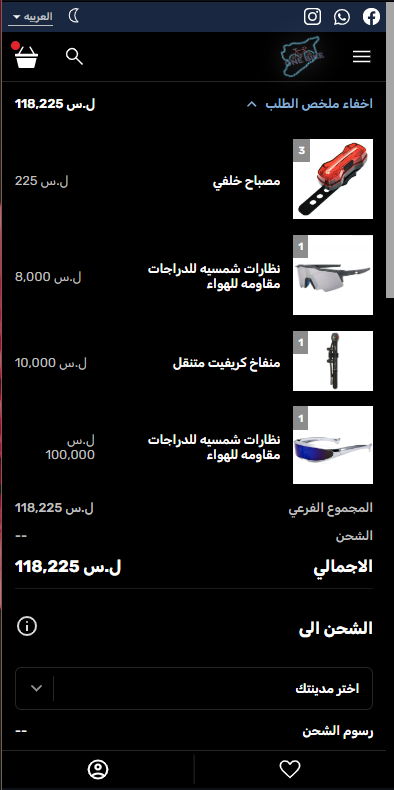 العربيه
ONE BIKE
اخفاء ملخص الطلب
ل.س 118,225
3
مصباح خلفي
ل.س 225
1
نظارات شمسيه للدراجات
مقاومه للهواء
ل.س 8,000
1
منفاخ كريفيت متنقل
ل.س 10,000
1
نظارات شمسيه للدراجات
مقاومه للهواء
ل.س
100,000
المجموع الفرعي
ل.س 118,225
الشحن
--
الاجمالي
ل.س 118,225
الشحن الى
اختر مدينتك
رسوم الشحن
--